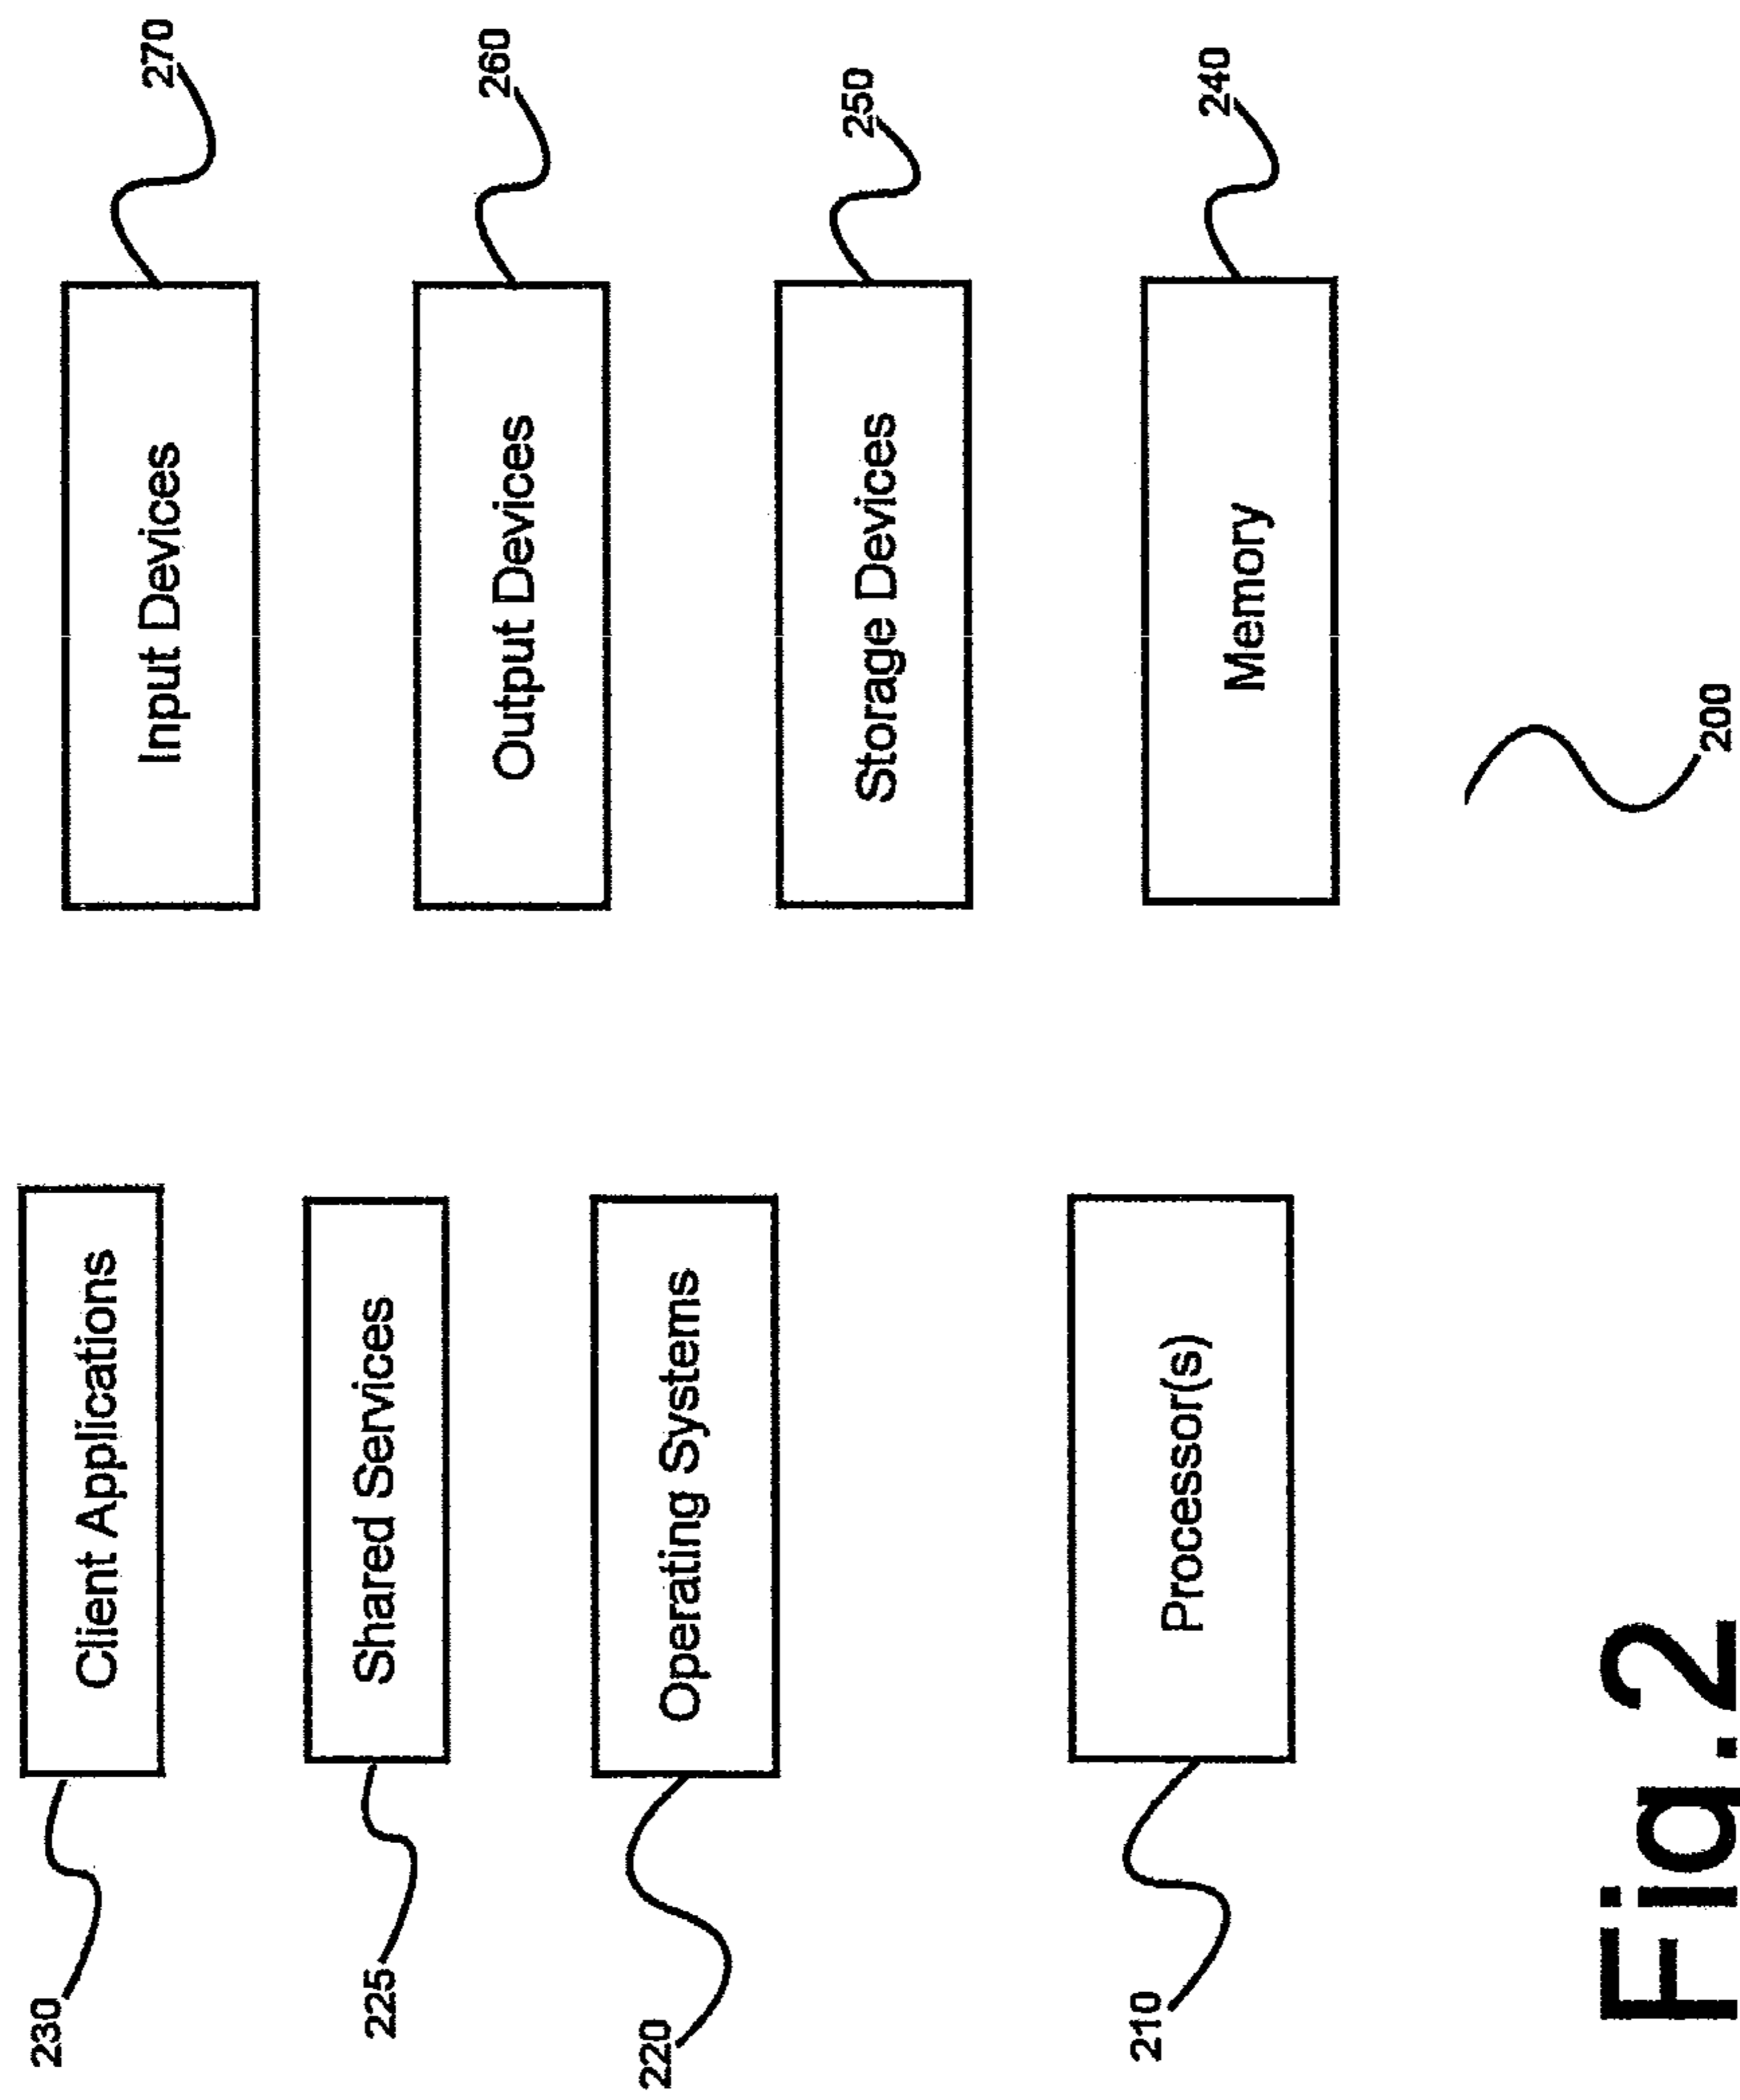 230
Client Applications
225
Shared Services
220
Operating Systems
210
Processor(s)
Input Devices
270
Output Devices
260
Storage Devices
250
Memory
240
200
Fig.2